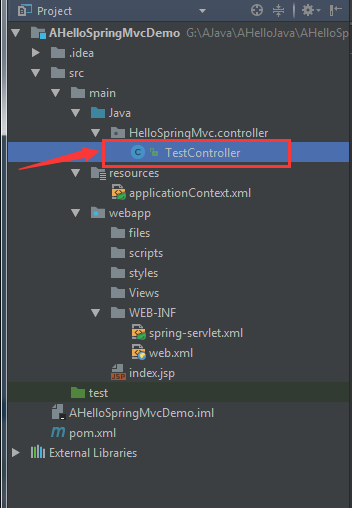 Project
AHelloSpringMvcDemo G:\AJava\AHelloJava\AHelloSp
.idea
src
main
Java
HelloSpringMvc.controller
C TestController
resources
applicationContext.xml
webapp
files
scripts
styles
Views
WEB-INF
spring-servlet.xml
web.xml
JSP index.jsp
test
AHelloSpringMvcDemo.iml
m pom.xml
External Libraries